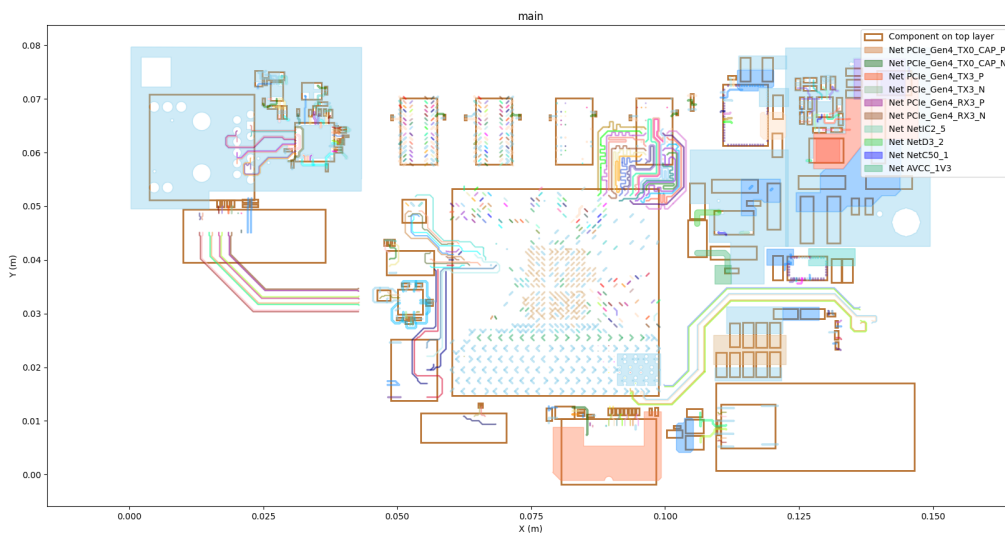 main
Component on top layer
Net PCIe_Gen4_TX0_CAP_P
Net PCIe_Gen4_TX0_CAP_N
Net PCIe_Gen4_TX3_P
Net PCIe_Gen4_TX3_N
Net PCIe_Gen4_RX3_P
Net PCIe_Gen4_RX3_N
Net NetIC2_5
Net NetD3_2
Net NetC50_1
Net AVCC_1V3
0.08
0.07
0.06
0.05
0.04
0.03
0.02
0.01
0.00
Y (m)
0.000 0.025 0.050 0.075 0.100 0.125 0.150
X (m)